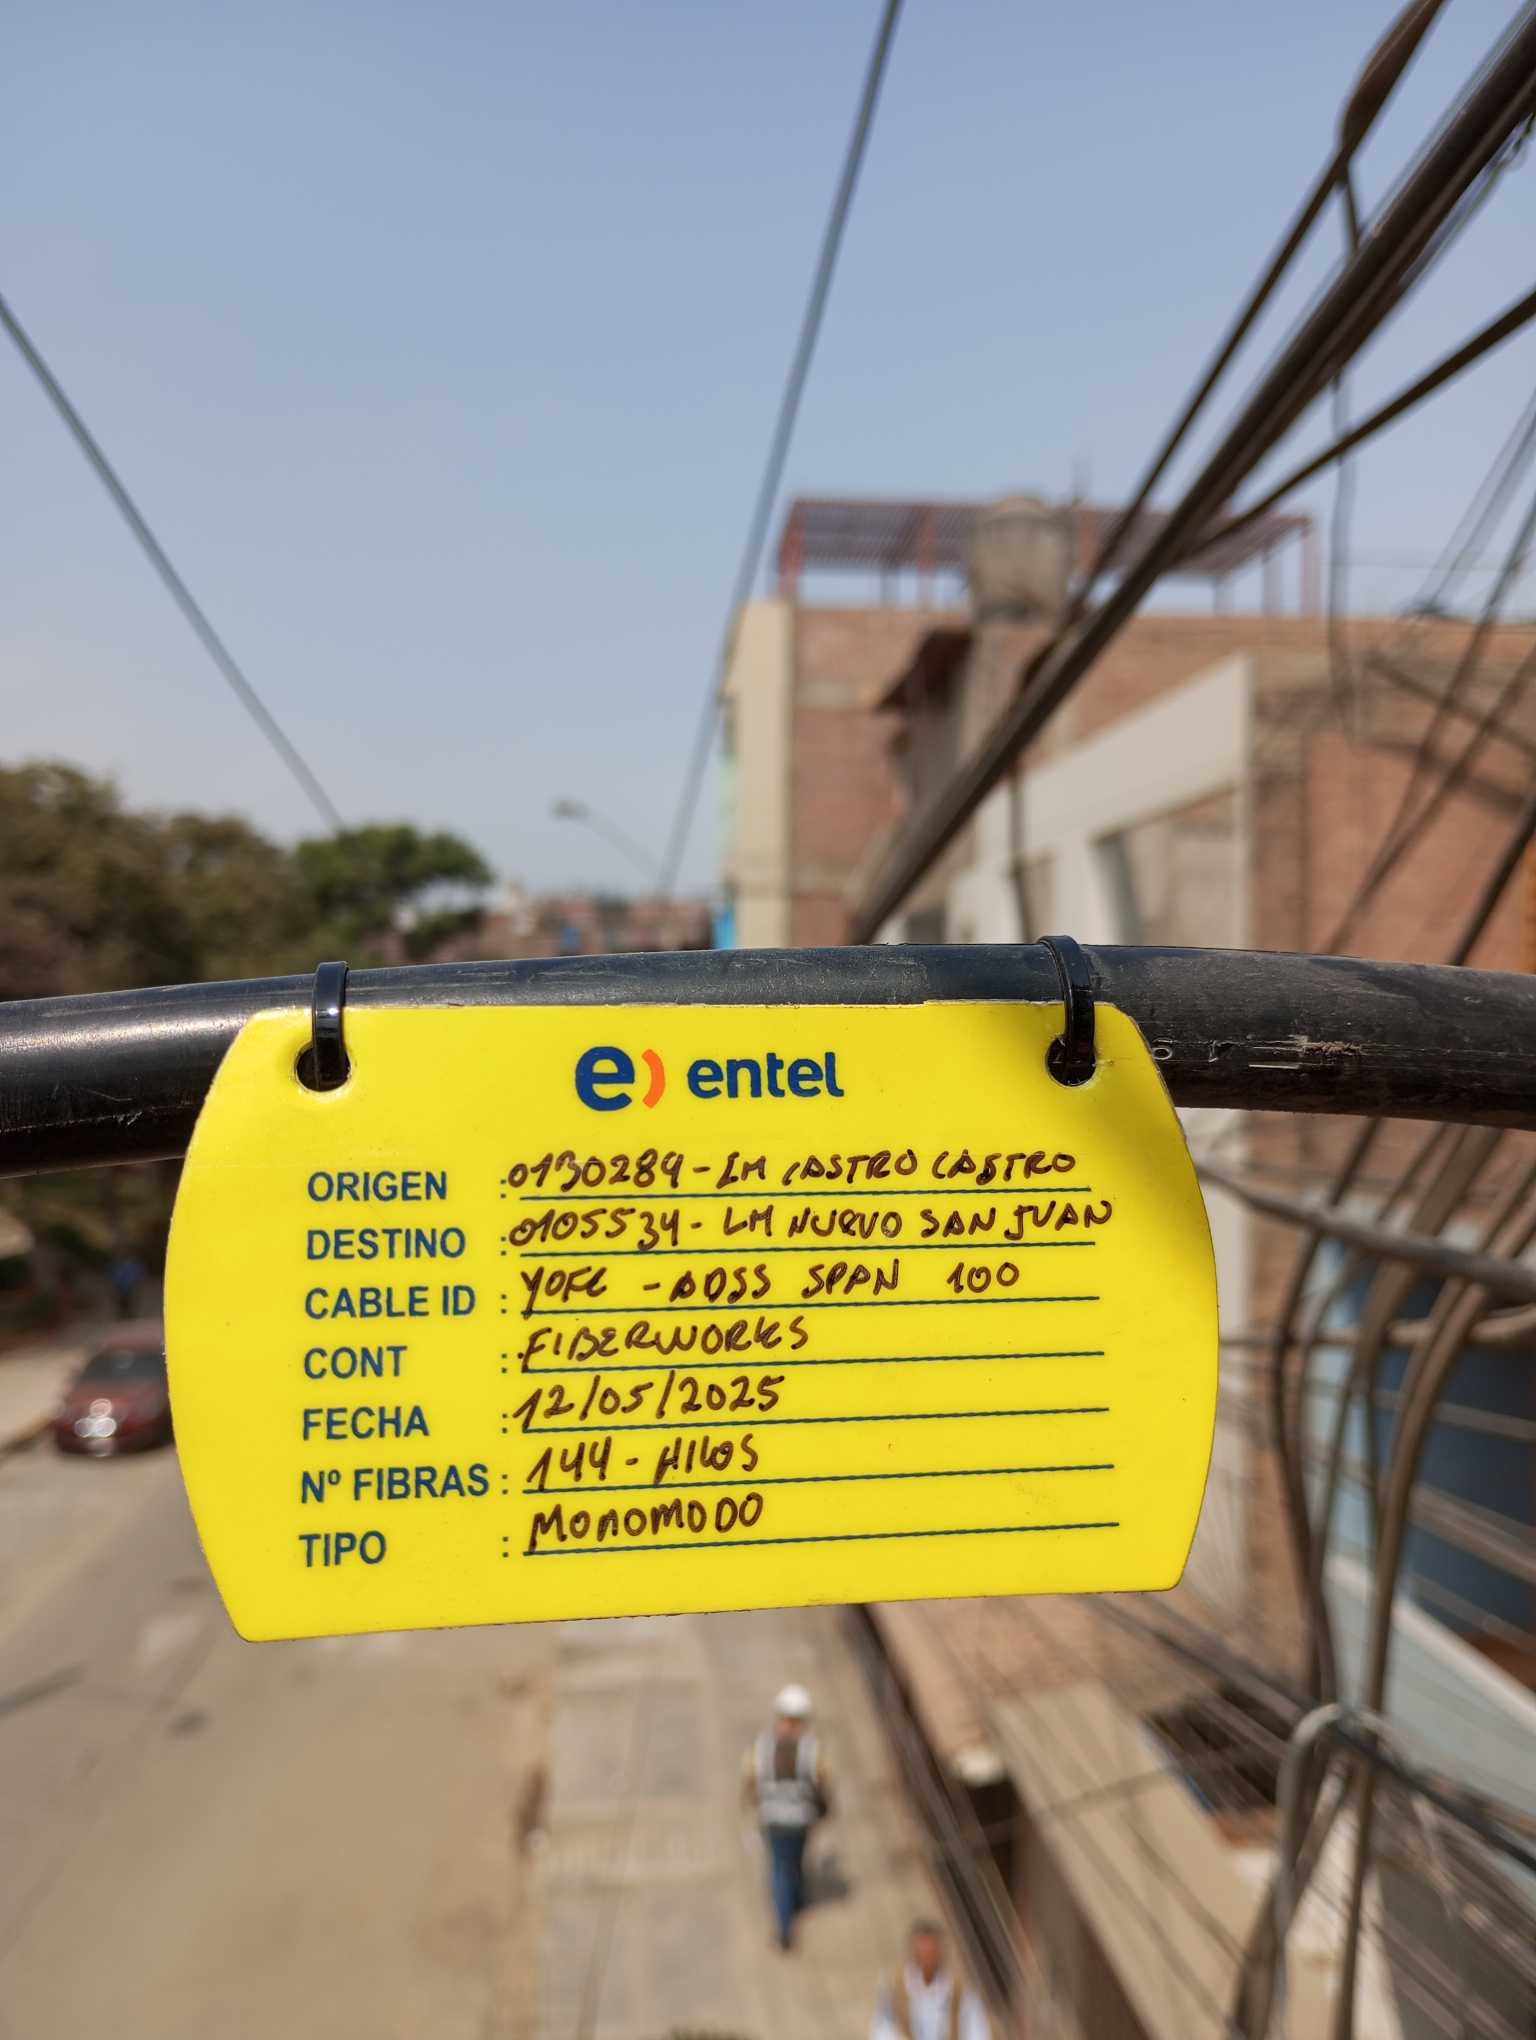 e) entel
ORIGEN : 0130289 - LM CASTRO CASTRO
DESTINO : 0105534 - LM NUEVO SAN JUAN
CABLE ID : YOFC - ADSS SPAN 100
CONT : FIBERWORKS
FECHA : 12/05/2025
Nº FIBRAS : 144 - HILOS
TIPO : MONOMODO